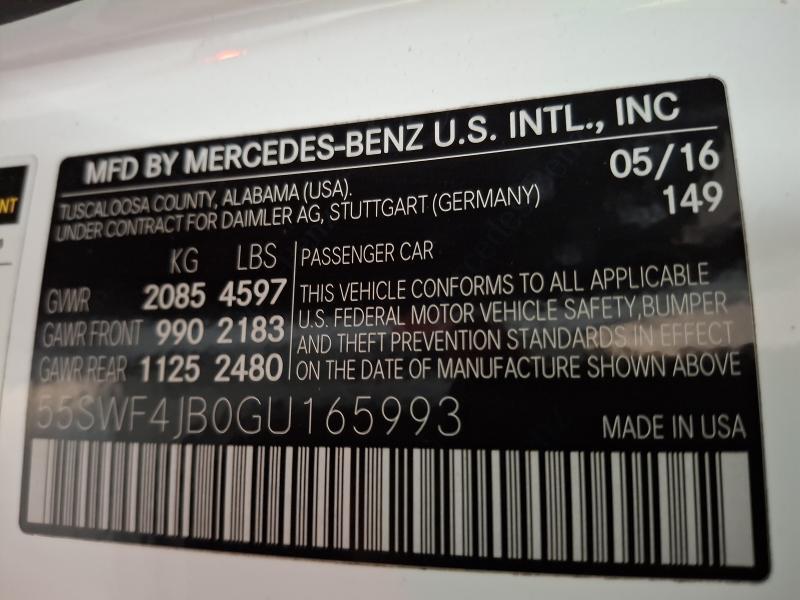 MFD BY MERCEDES-BENZ U.S. INTL., INC
TUSCALOOSA COUNTY, ALABAMA (USA).
UNDER CONTRACT FOR DAIMLER AG, STUTTGART (GERMANY)
05/16
149
KG LBS
GVWR 2085 4597
GAWR FRONT 990 2183
GAWR REAR 1125 2480
PASSENGER CAR
THIS VEHICLE CONFORMS TO ALL APPLICABLE
U.S. FEDERAL MOTOR VEHICLE SAFETY,BUMPER
AND THEFT PREVENTION STANDARDS IN EFFECT
ON THE DATE OF MANUFACTURE SHOWN ABOVE
55SWF4JB0GU165993
MADE IN USA
NT